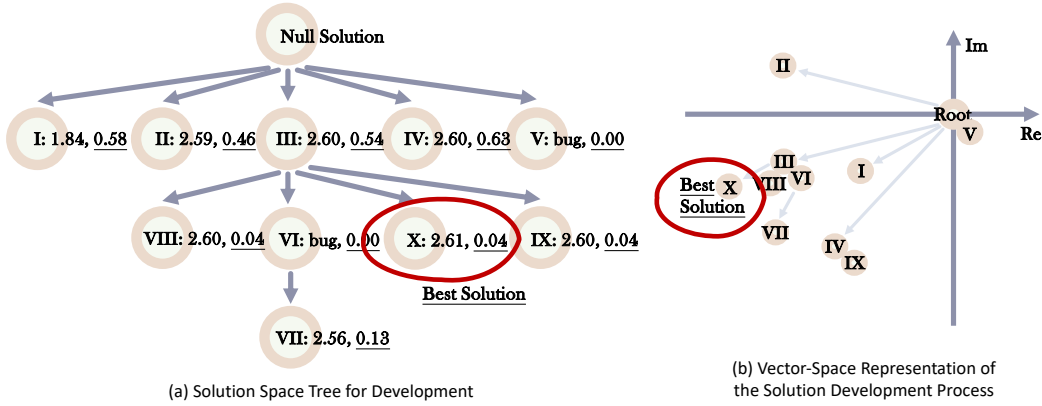 Null Solution
I: 1.84, 0.58
II: 2.59, 0.46
III: 2.60, 0.54
IV: 2.60, 0.63
V: bug, 0.00
VIII: 2.60, 0.04
VI: bug, 0.00
X: 2.61, 0.04
IX: 2.60, 0.04
Best Solution
VII: 2.56, 0.13
(a) Solution Space Tree for Development
Im
II
Root
Re
V
III
I
VI
VIII
X
Best
Solution
VII
IV
IX
(b) Vector-Space Representation of
the Solution Development Process